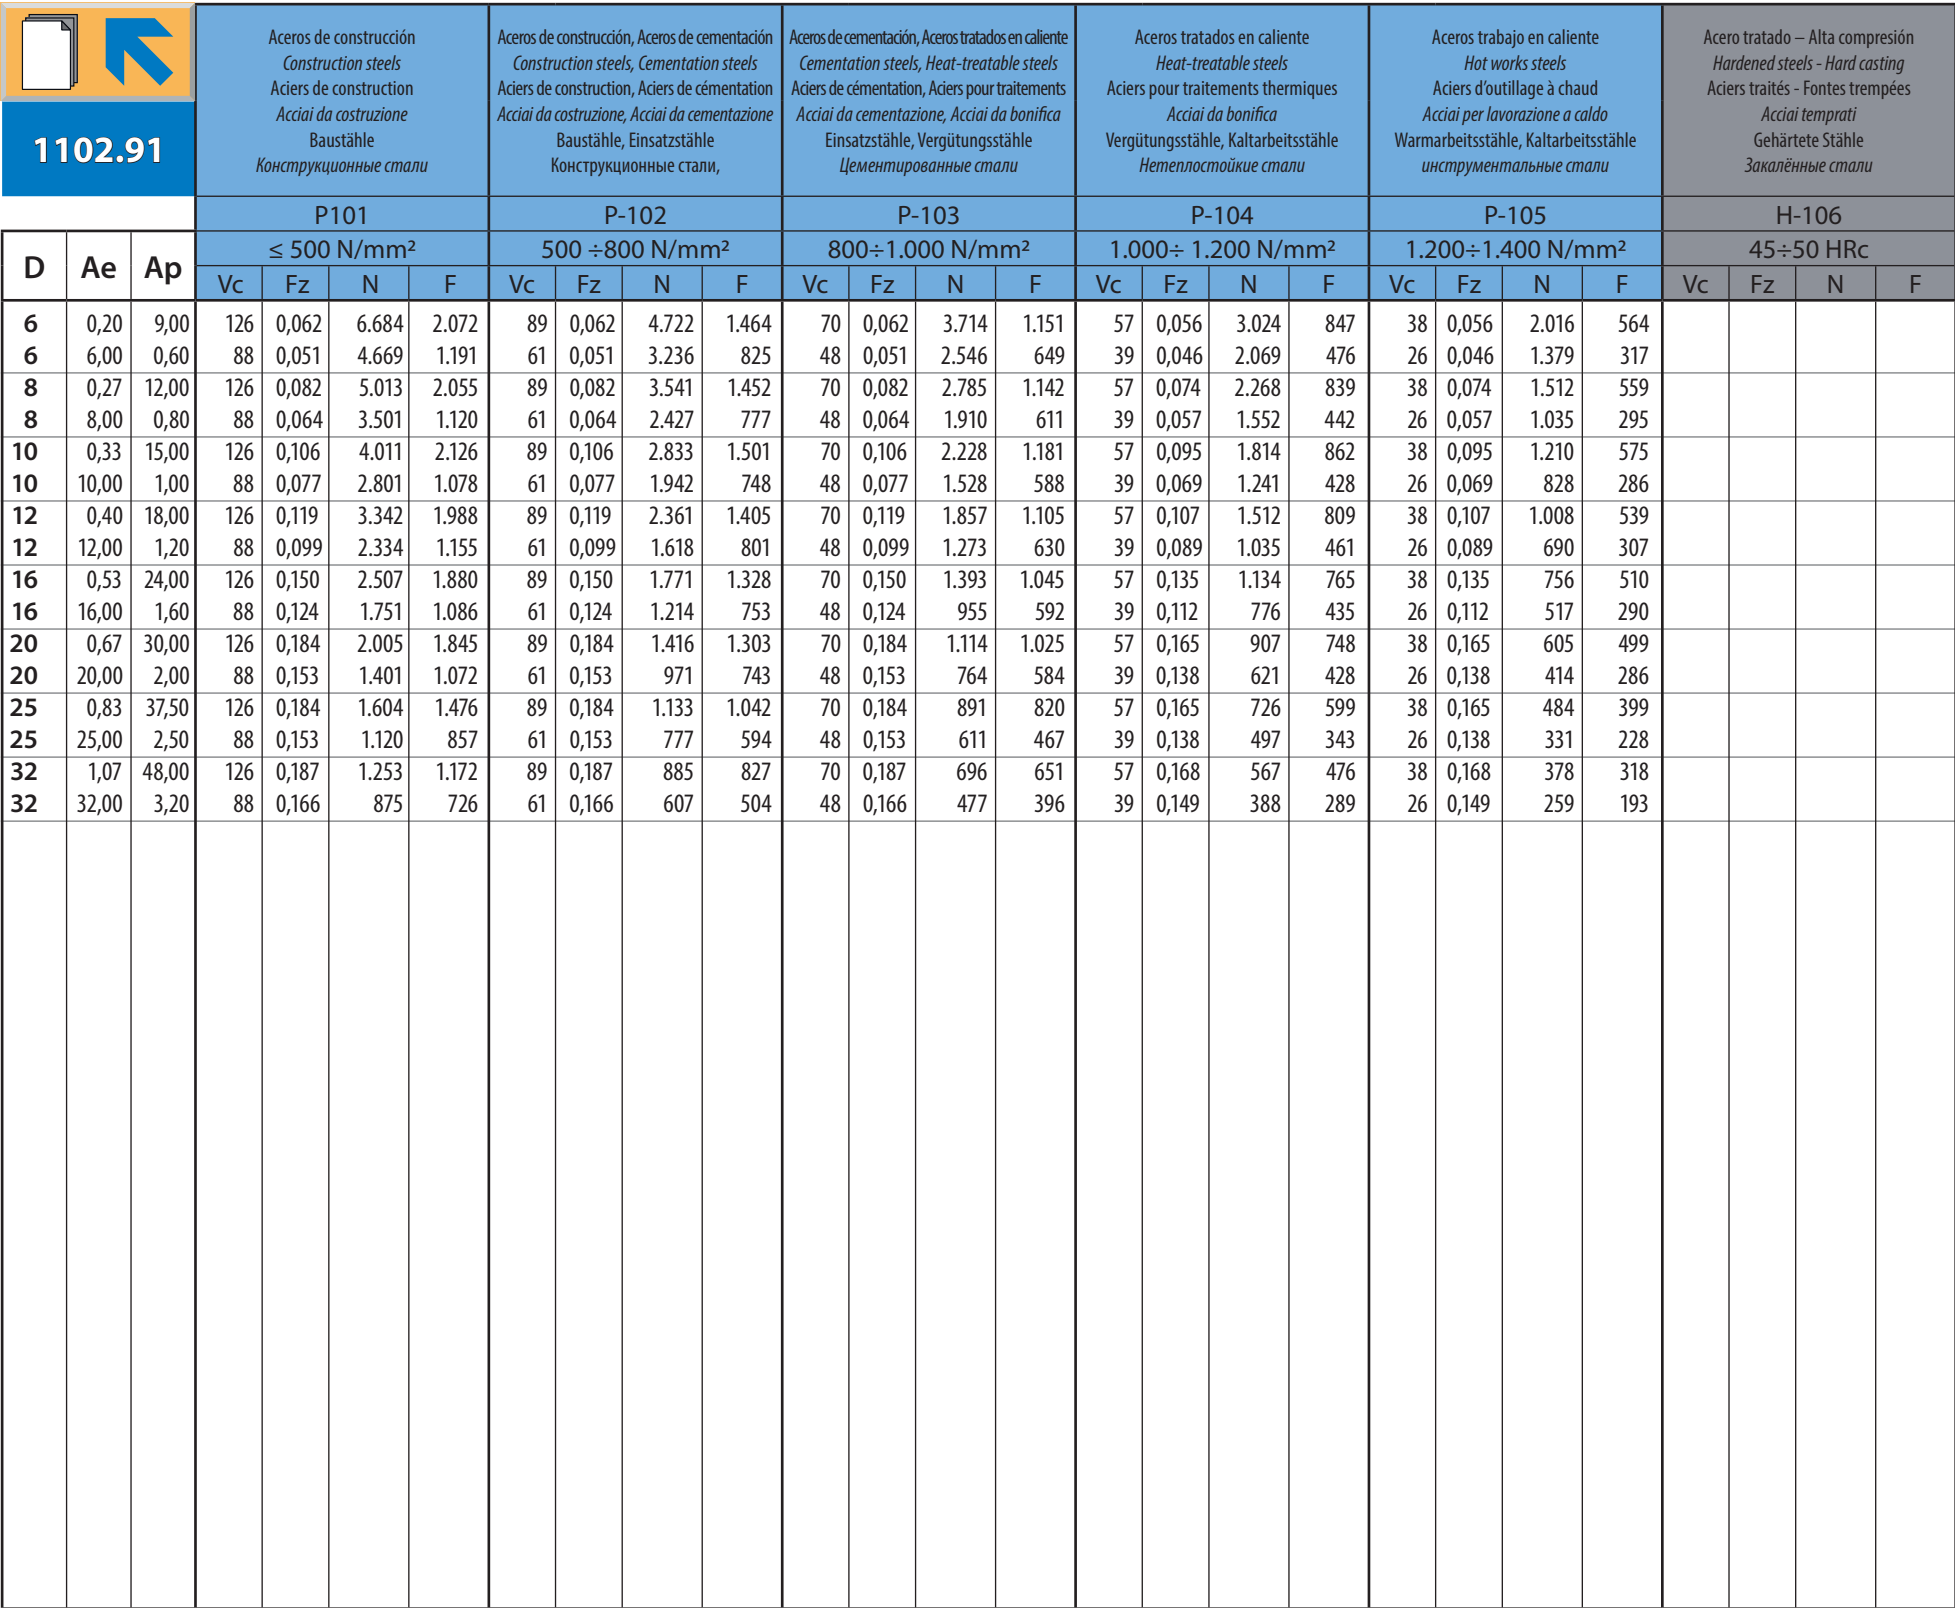 1102.91
Aceros de construcción
Construction steels
Aciers de construction
Acciai da costruzione
Baustähle
Конструкционные стали
Aceros de construcción, Aceros de cementación
Construction steels, Cementation steels
Aciers de construction, Aciers de cémentation
Acciai da costruzione, Acciai da cementazione
Baustähle, Einsatzstähle
Конструкционные стали,
Aceros de cementación, Aceros tratados en caliente
Cementation steels, Heat-treatable steels
Aciers de cémentation, Aciers pour traitements
Acciai da cementazione, Acciai da bonifica
Einsatzstähle, Vergütungsstähle
Цементированные стали
Aceros tratados en caliente
Heat-treatable steels
Aciers pour traitements thermiques
Acciai da bonifica
Vergütungsstähle, Kaltarbeitsstähle
Нетеплостойкие стали
Aceros trabajo en caliente
Hot works steels
Aciers d'outillage à chaud
Acciai per lavorazione a caldo
Warmarbeitsstähle, Kaltarbeitsstähle
инструментальные стали
Acero tratado – Alta compresión
Hardened steels - Hard casting
Aciers traités - Fontes trempées
Acciai temprati
Gehärtete Stähle
Закалённые стали
P101 P-102 P-103 P-104 P-105 H-106
D Ae Ap ≤ 500 N/mm² 500 ÷800 N/mm² 800÷1.000 N/mm² 1.000÷ 1.200 N/mm² 1.200÷1.400 N/mm² 45÷50 HRc
Vc Fz N F Vc Fz N F Vc Fz N F Vc Fz N F Vc Fz N F Vc Fz N F
6 0,20 9,00 126 0,062 6.684 2.072 89 0,062 4.722 1.464 70 0,062 3.714 1.151 57 0,056 3.024 847 38 0,056 2.016 564
6 6,00 0,60 88 0,051 4.669 1.191 61 0,051 3.236 825 48 0,051 2.546 649 39 0,046 2.069 476 26 0,046 1.379 317
8 0,27 12,00 126 0,082 5.013 2.055 89 0,082 3.541 1.452 70 0,082 2.785 1.142 57 0,074 2.268 839 38 0,074 1.512 559
8 8,00 0,80 88 0,064 3.501 1.120 61 0,064 2.427 777 48 0,064 1.910 611 39 0,057 1.552 442 26 0,057 1.035 295
10 0,33 15,00 126 0,106 4.011 2.126 89 0,106 2.833 1.501 70 0,106 2.228 1.181 57 0,095 1.814 862 38 0,095 1.210 575
10 10,00 1,00 88 0,077 2.801 1.078 61 0,077 1.942 748 48 0,077 1.528 588 39 0,069 1.241 428 26 0,069 828 286
12 0,40 18,00 126 0,119 3.342 1.988 89 0,119 2.361 1.405 70 0,119 1.857 1.105 57 0,107 1.512 809 38 0,107 1.008 539
12 12,00 1,20 88 0,099 2.334 1.155 61 0,099 1.618 801 48 0,099 1.273 630 39 0,089 1.035 461 26 0,089 690 307
16 0,53 24,00 126 0,150 2.507 1.880 89 0,150 1.771 1.328 70 0,150 1.393 1.045 57 0,135 1.134 765 38 0,135 756 510
16 16,00 1,60 88 0,124 1.751 1.086 61 0,124 1.214 753 48 0,124 955 592 39 0,112 776 435 26 0,112 517 290
20 0,67 30,00 126 0,184 2.005 1.845 89 0,184 1.416 1.303 70 0,184 1.114 1.025 57 0,165 907 748 38 0,165 605 499
20 20,00 2,00 88 0,153 1.401 1.072 61 0,153 971 743 48 0,153 764 584 39 0,138 621 428 26 0,138 414 286
25 0,83 37,50 126 0,184 1.604 1.476 89 0,184 1.133 1.042 70 0,184 891 820 57 0,165 726 599 38 0,165 484 399
25 25,00 2,50 88 0,153 1.120 857 61 0,153 777 594 48 0,153 611 467 39 0,138 497 343 26 0,138 331 228
32 1,07 48,00 126 0,187 1.253 1.172 89 0,187 885 827 70 0,187 696 651 57 0,168 567 476 38 0,168 378 318
32 32,00 3,20 88 0,166 875 726 61 0,166 607 504 48 0,166 477 396 39 0,149 388 289 26 0,149 259 193